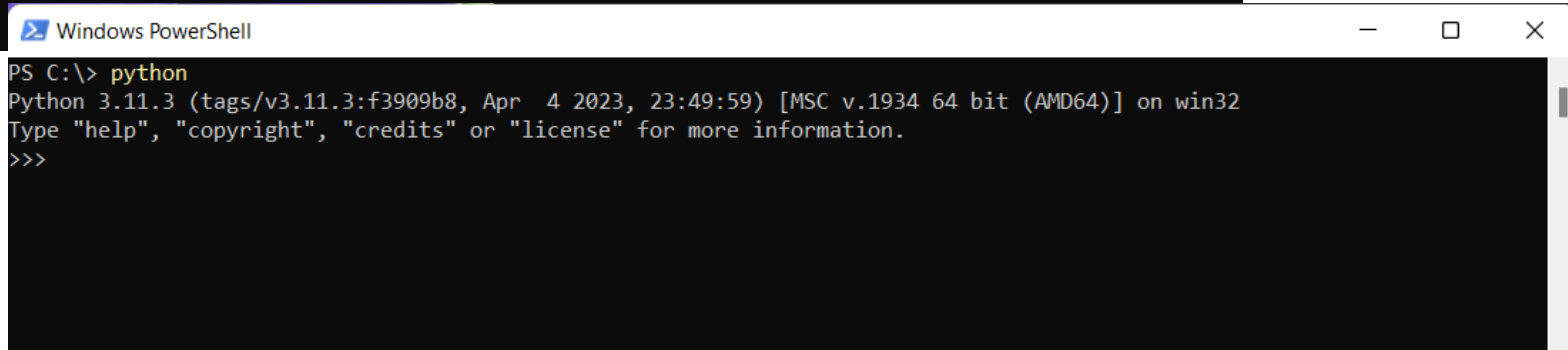 Windows PowerShell
PS C:\> python
Python 3.11.3 (tags/v3.11.3:f3909b8, Apr  4 2023, 23:49:59) [MSC v.1934 64 bit (AMD64)] on win32
Type "help", "copyright", "credits" or "license" for more information.
>>>